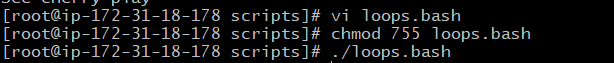 [root@ip-172-31-18-178 scripts]# vi loops.bash
[root@ip-172-31-18-178 scripts]# chmod 755 loops.bash
[root@ip-172-31-18-178 scripts]# ./loops.bash